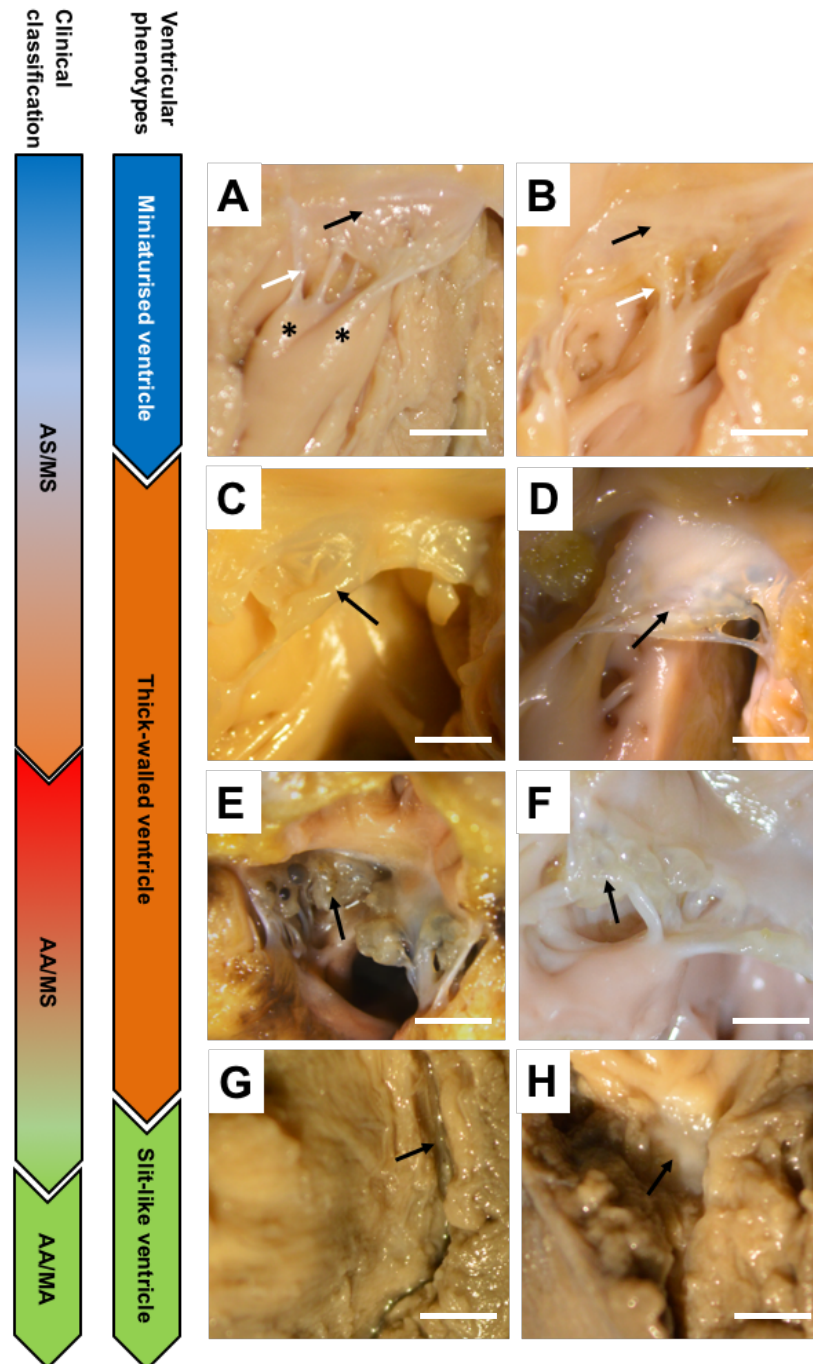 Clinical
classification
Ventricular
phenotypes
AS/MS
AA/MS
AA/MA
Miniaturised ventricle
Thick-walled ventricle
Slit-like ventricle
A
B
*
*
C
D
E
F
G
H